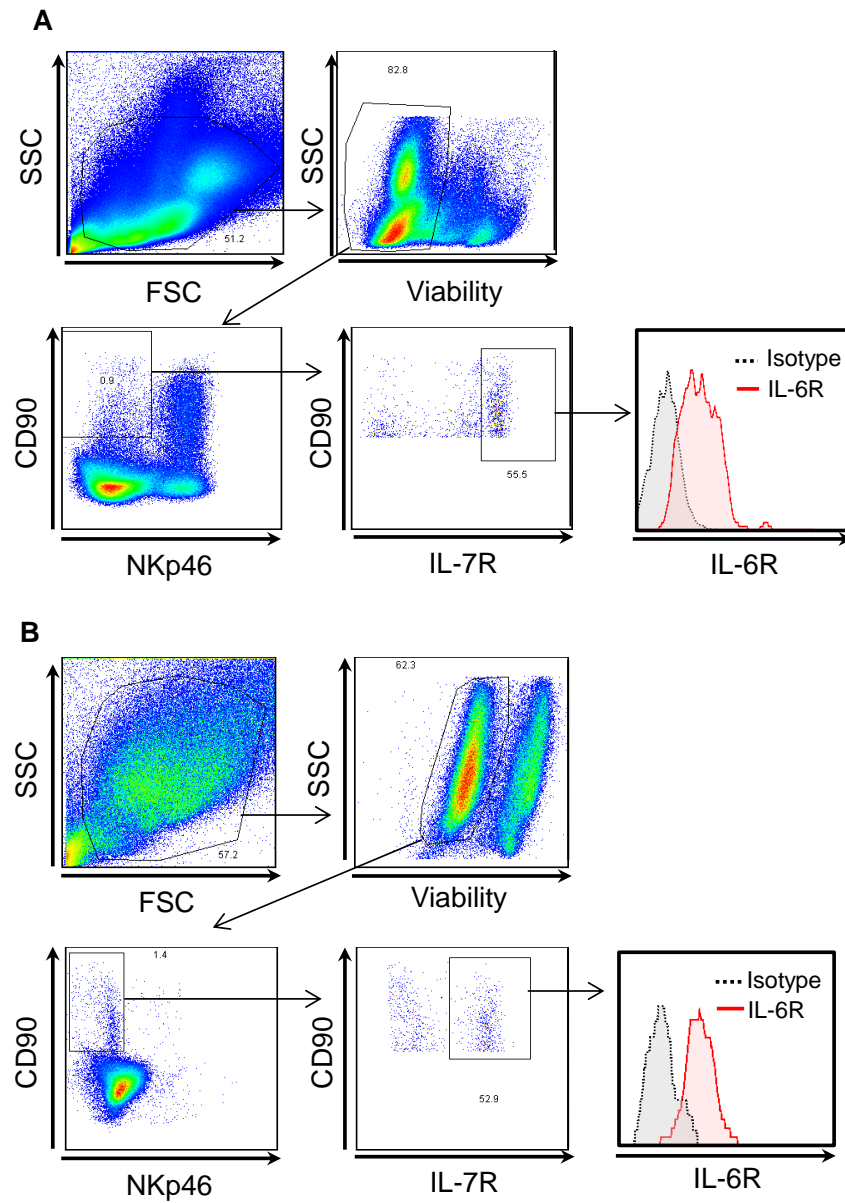 A
SSC
51.2
FSC
82.8
SSC
Viability
0.9
CD90
NKp46
CD90
55.5
IL-7R
Isotype
IL-6R
IL-6R
B
SSC
57.2
FSC
62.3
SSC
Viability
1.4
CD90
NKp46
CD90
52.9
IL-7R
Isotype
IL-6R
IL-6R